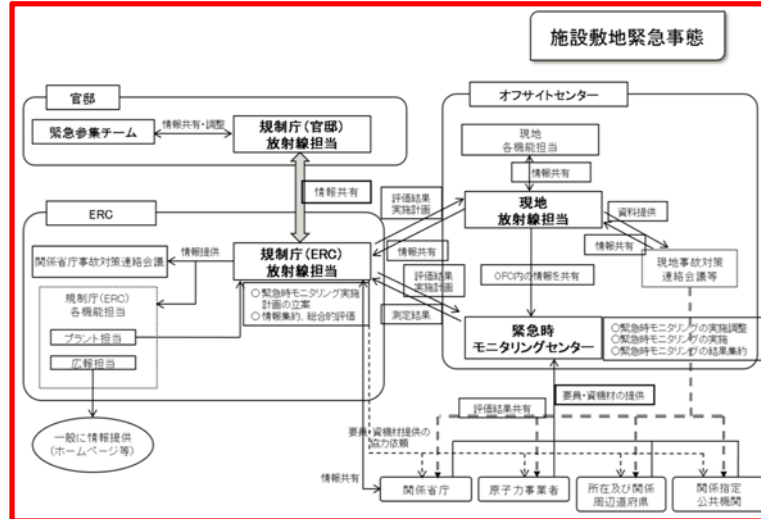 施設敷地緊急事態
官邸
緊急参集チーム
情報共有・調整
規制庁(官邸)
放射線担当
情報共有
ERC
関係省庁事故対策連絡会議
情報提供
規制庁(ERC)
放射線担当
規制庁(ERC)
各機能担当
プラント担当
広報担当
○緊急時モニタリング実施
計画の立案
○情報集約、総合的評価
一般に情報提供
(ホームページ等)
評価結果
実施計画
情報共有
評価結果
実施計画
測定結果
オフサイトセンター
現地
各機能担当
情報共有
現地
放射線担当
資料提供
情報共有
現地事故対策
連絡会議等
OFC内の情報を共有
緊急時
モニタリングセンター
○緊急時モニタリングの実施調整
○緊急時モニタリングの実施
○緊急時モニタリングの結果集約
要員・資機材の提供
評価結果共有
要員・資機材提供の
協力依頼
情報共有
関係省庁
原子力事業者
所在及び関係
周辺道府県
関係指定
公共機関